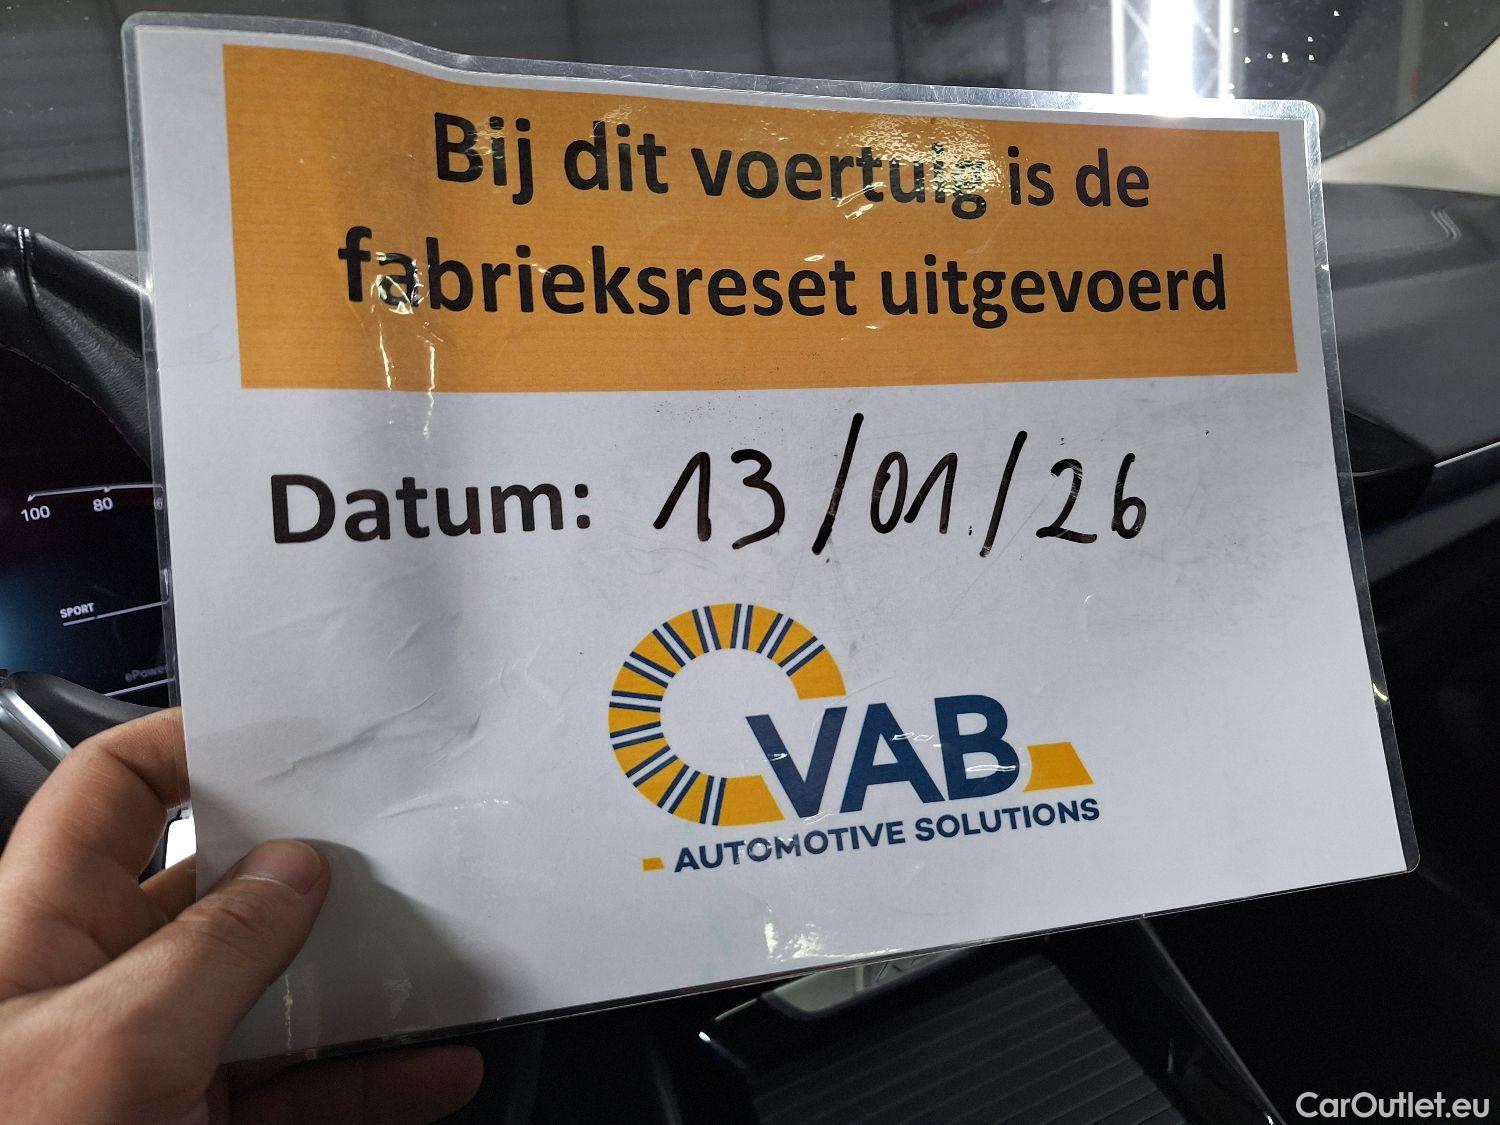 Bij dit voertuig is de
fabrieksreset uitgevoerd
Datum: 13/01/26
VAB
AUTOMOTIVE SOLUTIONS
100 80
SPORT
CarOutlet.eu